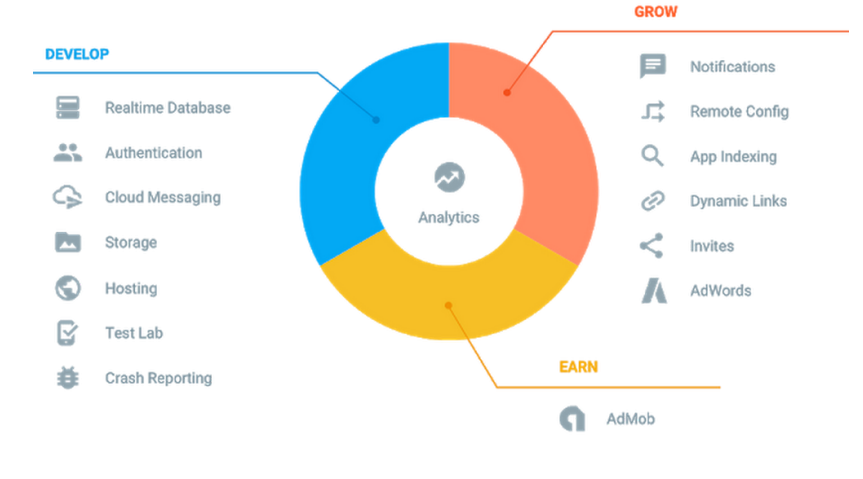 GROW
DEVELOP
Realtime Database
Authentication
Cloud Messaging
Storage
Hosting
Test Lab
Crash Reporting
Analytics
Notifications
Remote Config
App Indexing
Dynamic Links
Invites
AdWords
EARN
AdMob